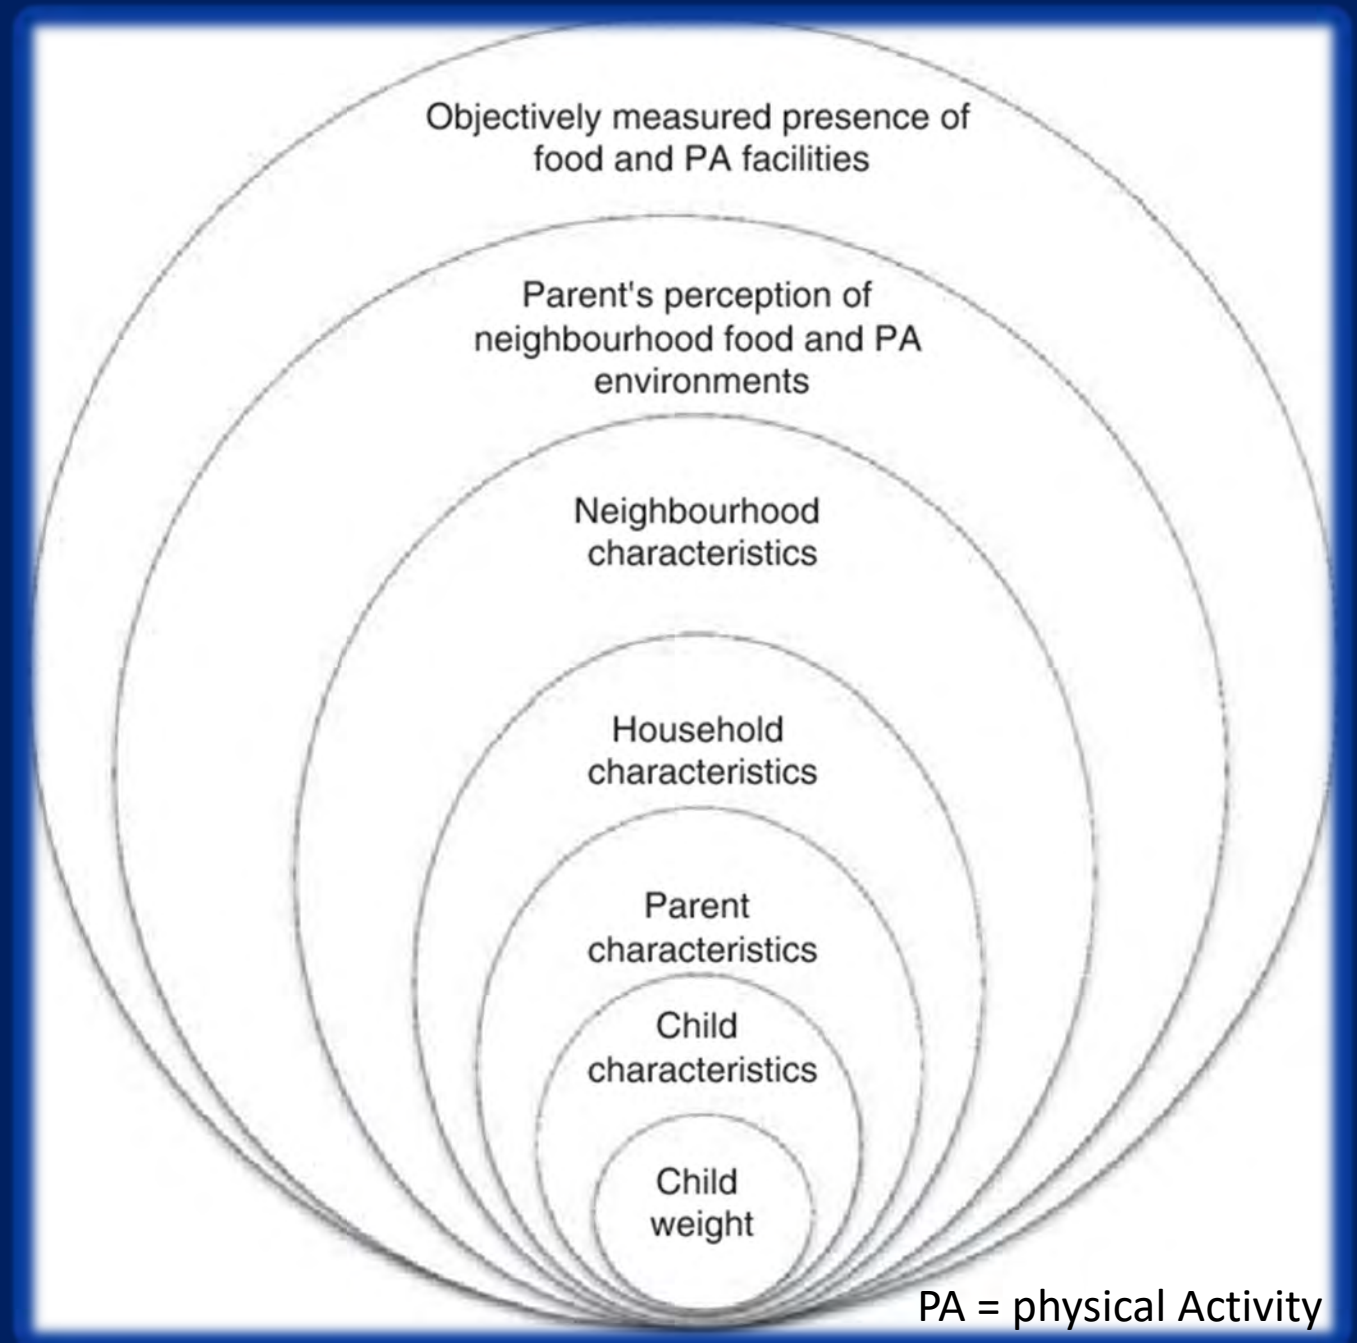 Objectively measured presence of
food and PA facilities
Parent's perception of
neighbourhood food and PA
environments
Neighbourhood
characteristics
Household
characteristics
Parent
characteristics
Child
characteristics
Child
weight
PA = physical Activity